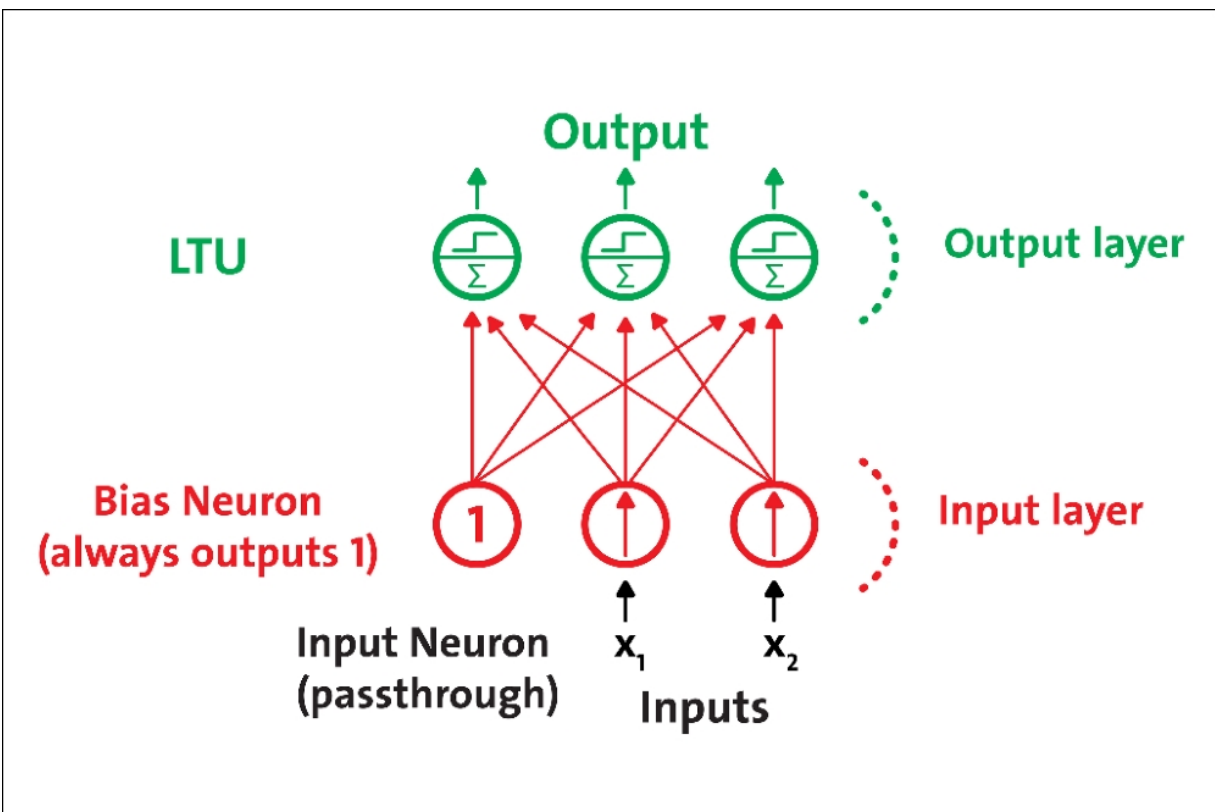 Output
LTU
Σ
Σ
Σ
Output layer
Bias Neuron
(always outputs 1)
1
Input layer
Input Neuron
(passthrough)
x₁
x₂
Inputs